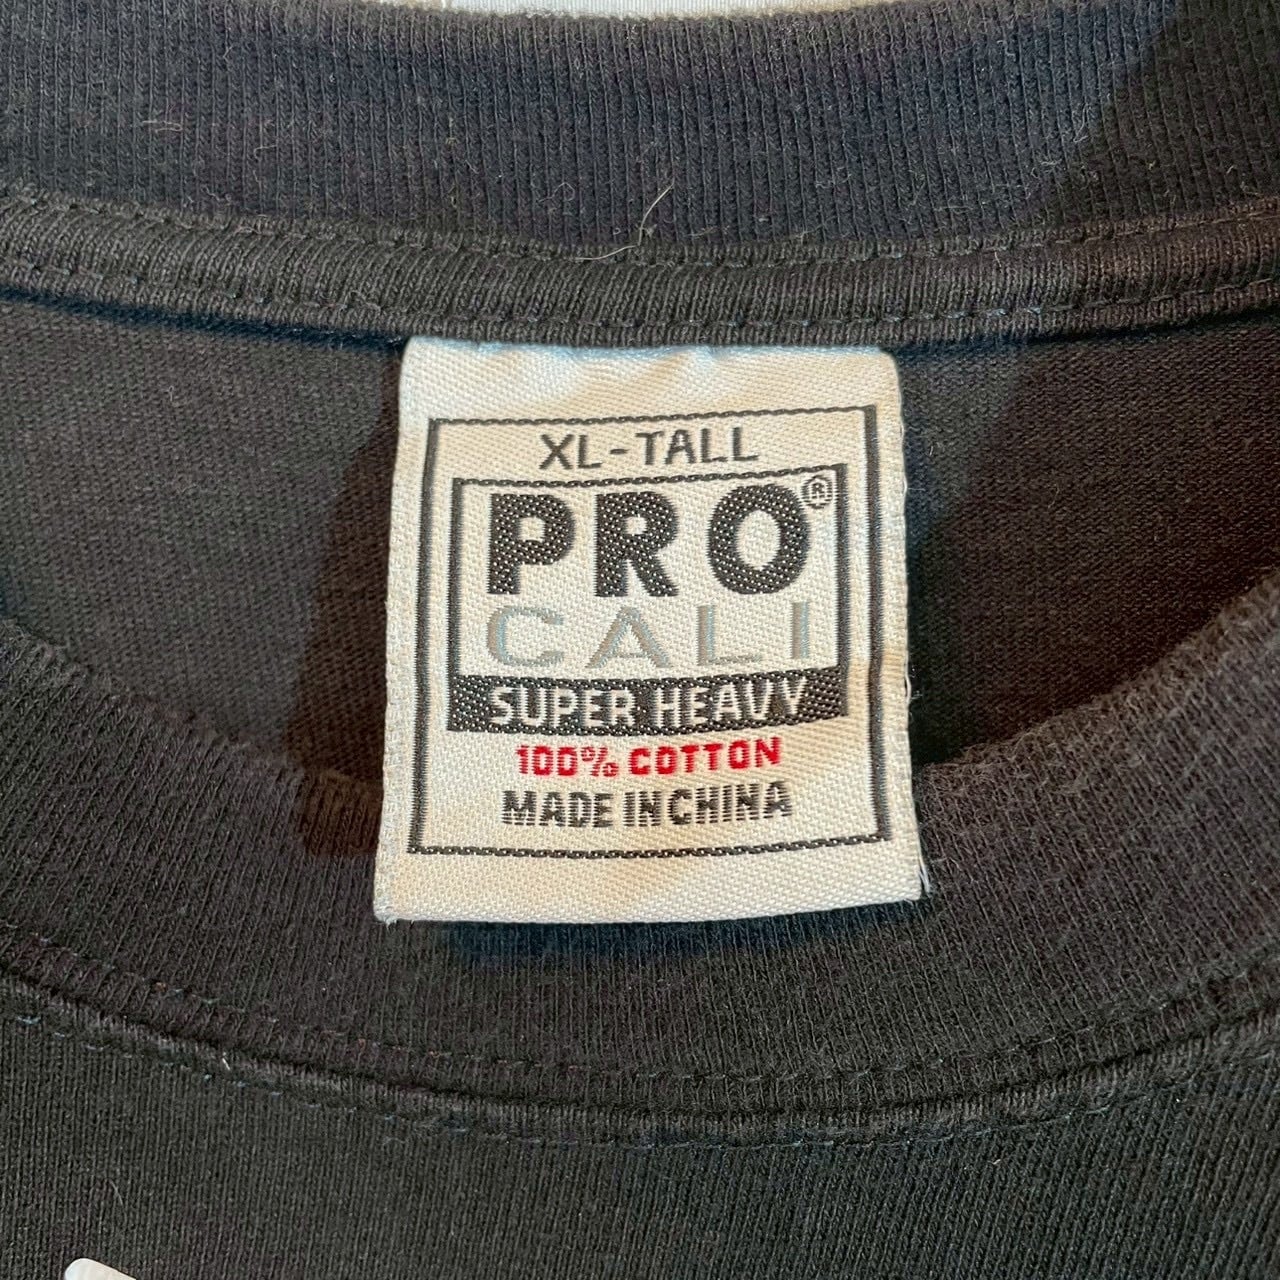 XL-TALL
PRO®
CALI
SUPER HEAVY
100% COTTON
MADE IN CHINA